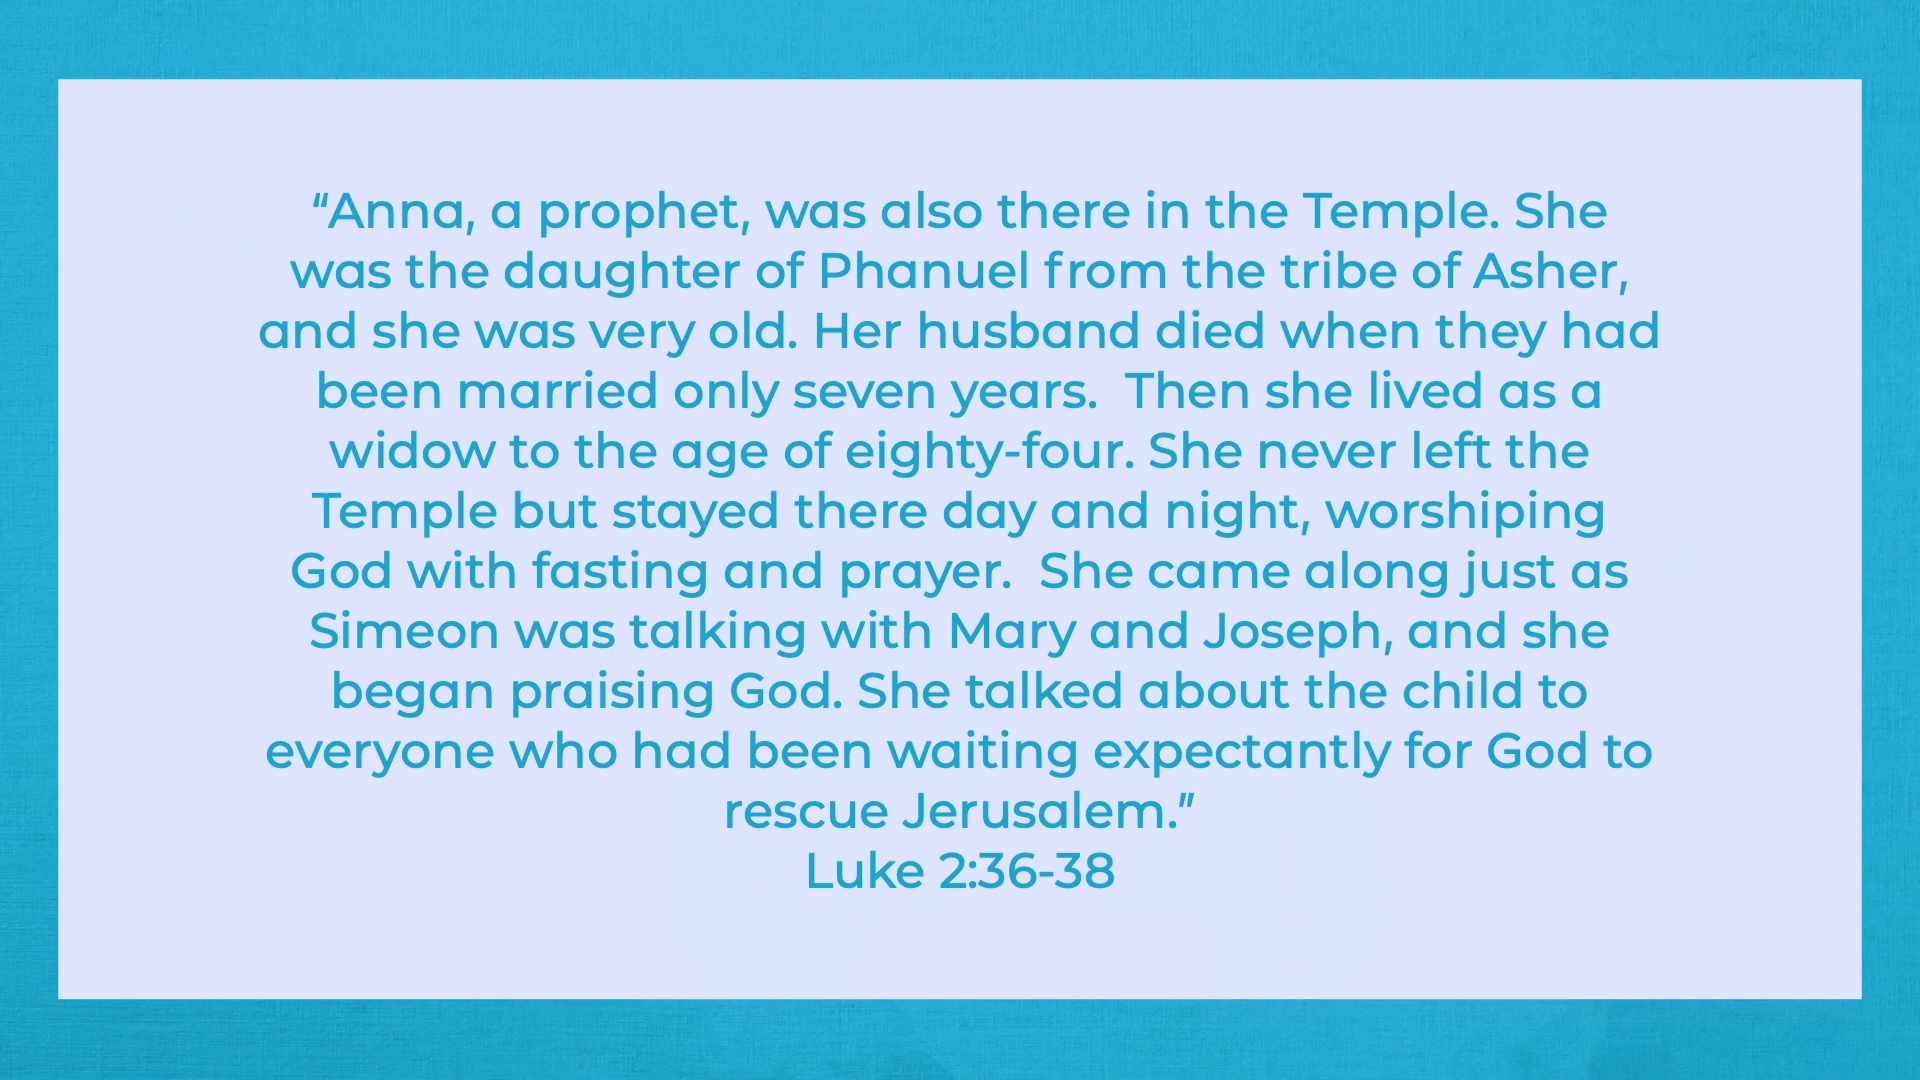 “Anna, a prophet, was also there in the Temple. She
was the daughter of Phanuel from the tribe of Asher,
and she was very old. Her husband died when they had
been married only seven years.  Then she lived as a
widow to the age of eighty-four. She never left the
Temple but stayed there day and night, worshiping
God with fasting and prayer.  She came along just as
Simeon was talking with Mary and Joseph, and she
began praising God. She talked about the child to
everyone who had been waiting expectantly for God to
rescue Jerusalem.”
Luke 2:36-38